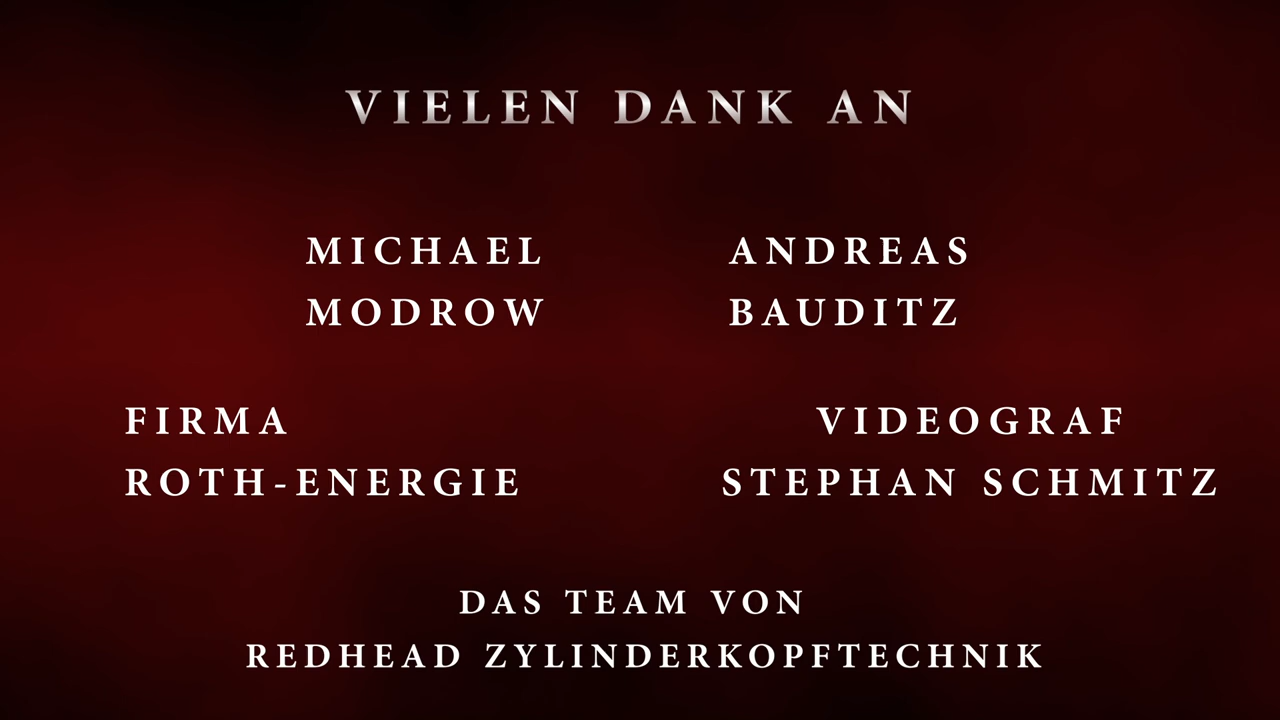 VIELEN DANK AN
MICHAEL
MODROW
ANDREAS
BAUDITZ
FIRMA
ROTH-ENERGIE
VIDEOGRAF
STEPHAN SCHMITZ
DAS TEAM VON
REDHEAD ZYLINDERKOPFTECHNIK